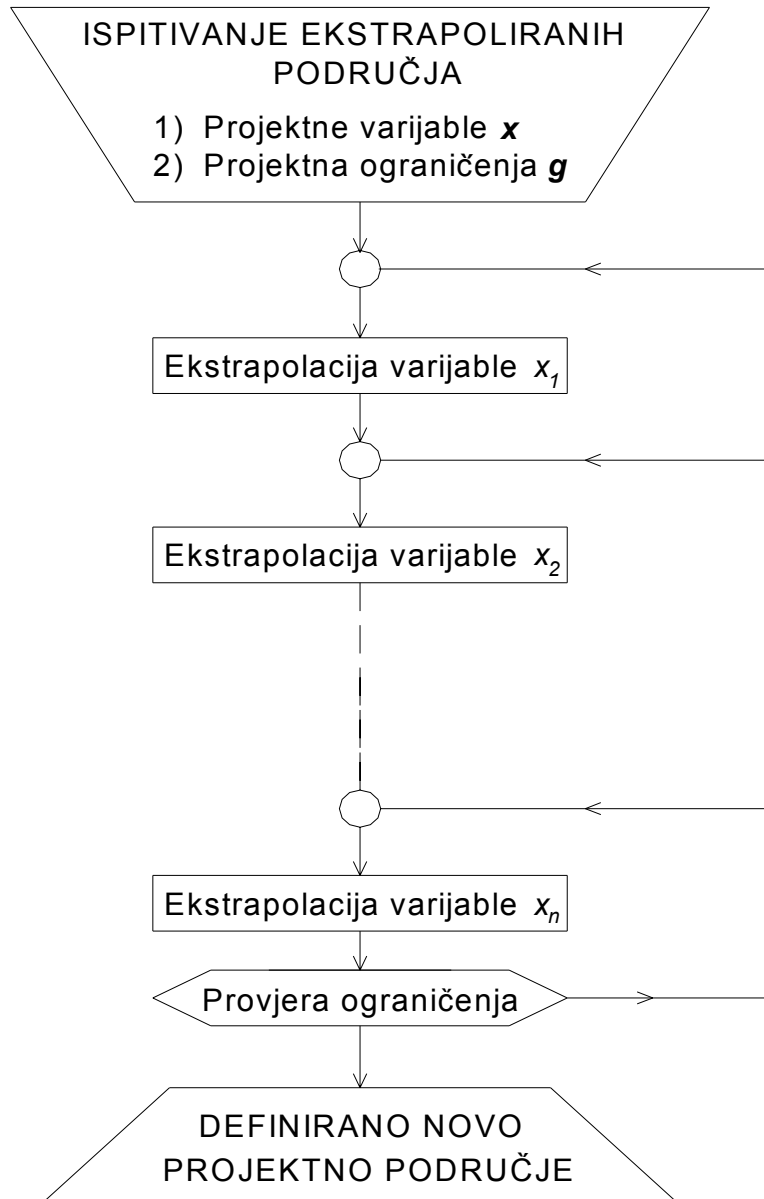 ISPITIVANJE EKSTRAPOLIRANIH
PODRUČJA
1) Projektne varijable x
2) Projektna ograničenja g
Ekstrapolacija varijable x₁
Ekstrapolacija varijable x₂
Ekstrapolacija varijable xₙ
Provjera ograničenja
DEFINIRANO NOVO
PROJEKTNO PODRUČJE